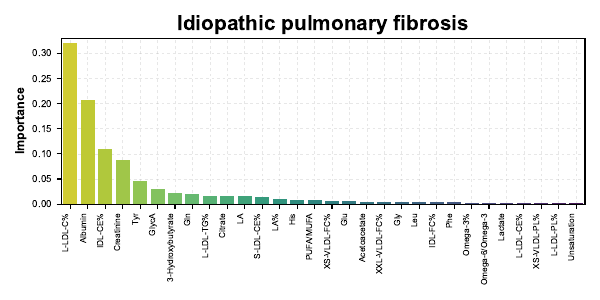 Idiopathic pulmonary fibrosis
Importance
0.30
0.25
0.20
0.15
0.10
0.05
0.00
L-LDL-C%
Albumin
IDL-CE%
Creatinine
Tyr
GlycA
3-Hydroxybutyrate
Gln
L-LDL-TG%
Citrate
LA
S-LDL-CE%
LA%
His
PUFA/MUFA
XS-VLDL-FC%
Glu
Acetoacetate
XXL-VLDL-FC%
Gly
Leu
IDL-FC%
Phe
Omega-3%
Omega-6/Omega-3
Lactate
L-LDL-CE%
XS-VLDL-PL%
L-LDL-PL%
Unsaturation